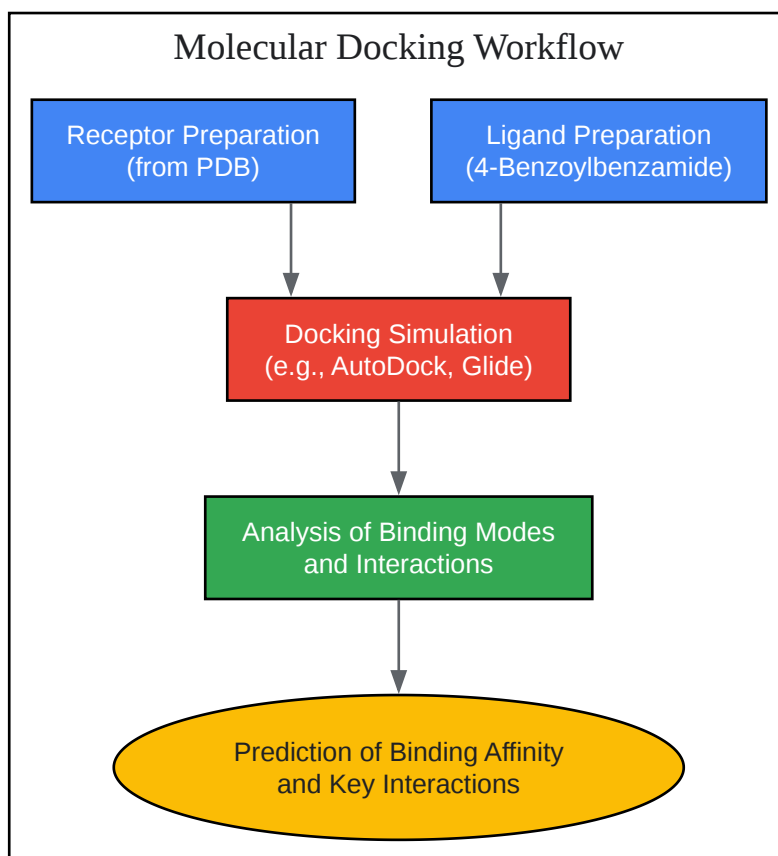 Molecular Docking Workflow
Receptor Preparation
(from PDB)
Ligand Preparation
(4-Benzoylbenzamide)
Docking Simulation
(e.g., AutoDock, Glide)
Analysis of Binding Modes
and Interactions
Prediction of Binding Affinity
and Key Interactions